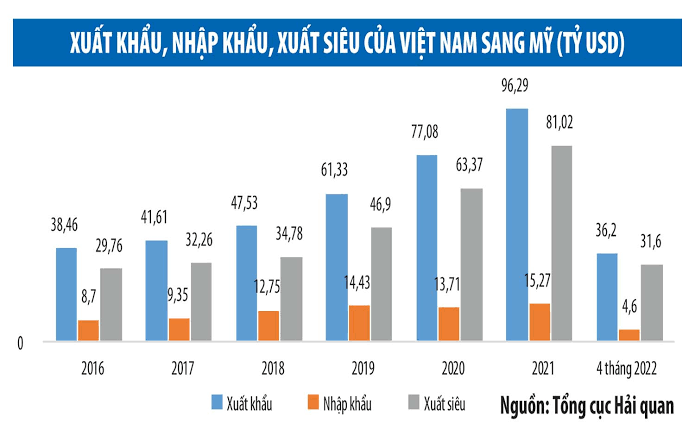 XUẤT KHẨU, NHẬP KHẨU, XUẤT SIÊU CỦA VIỆT NAM SANG MỸ (TỶ USD)
38,46 8,7 29,76
41,61 9,35 32,26
47,53 12,75 34,78
61,33 14,43 46,9
77,08 13,71 63,37
96,29 15,27 81,02
36,2 4,6 31,6
0
2016 2017 2018 2019 2020 2021 4 tháng 2022
Xuất khẩu Nhập khẩu Xuất siêu
Nguồn: Tổng cục Hải quan